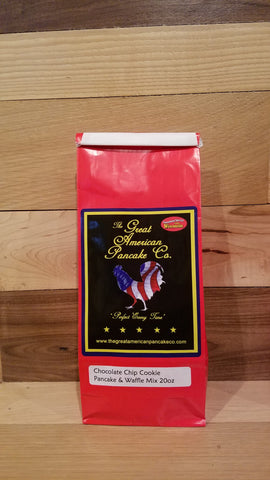 The
Great
American
Pancake Co.
"Perfect Every Time"
www.thegreatamericanpancakeco.com
Chocolate Chip Cookie
Pancake & Waffle Mix 20oz